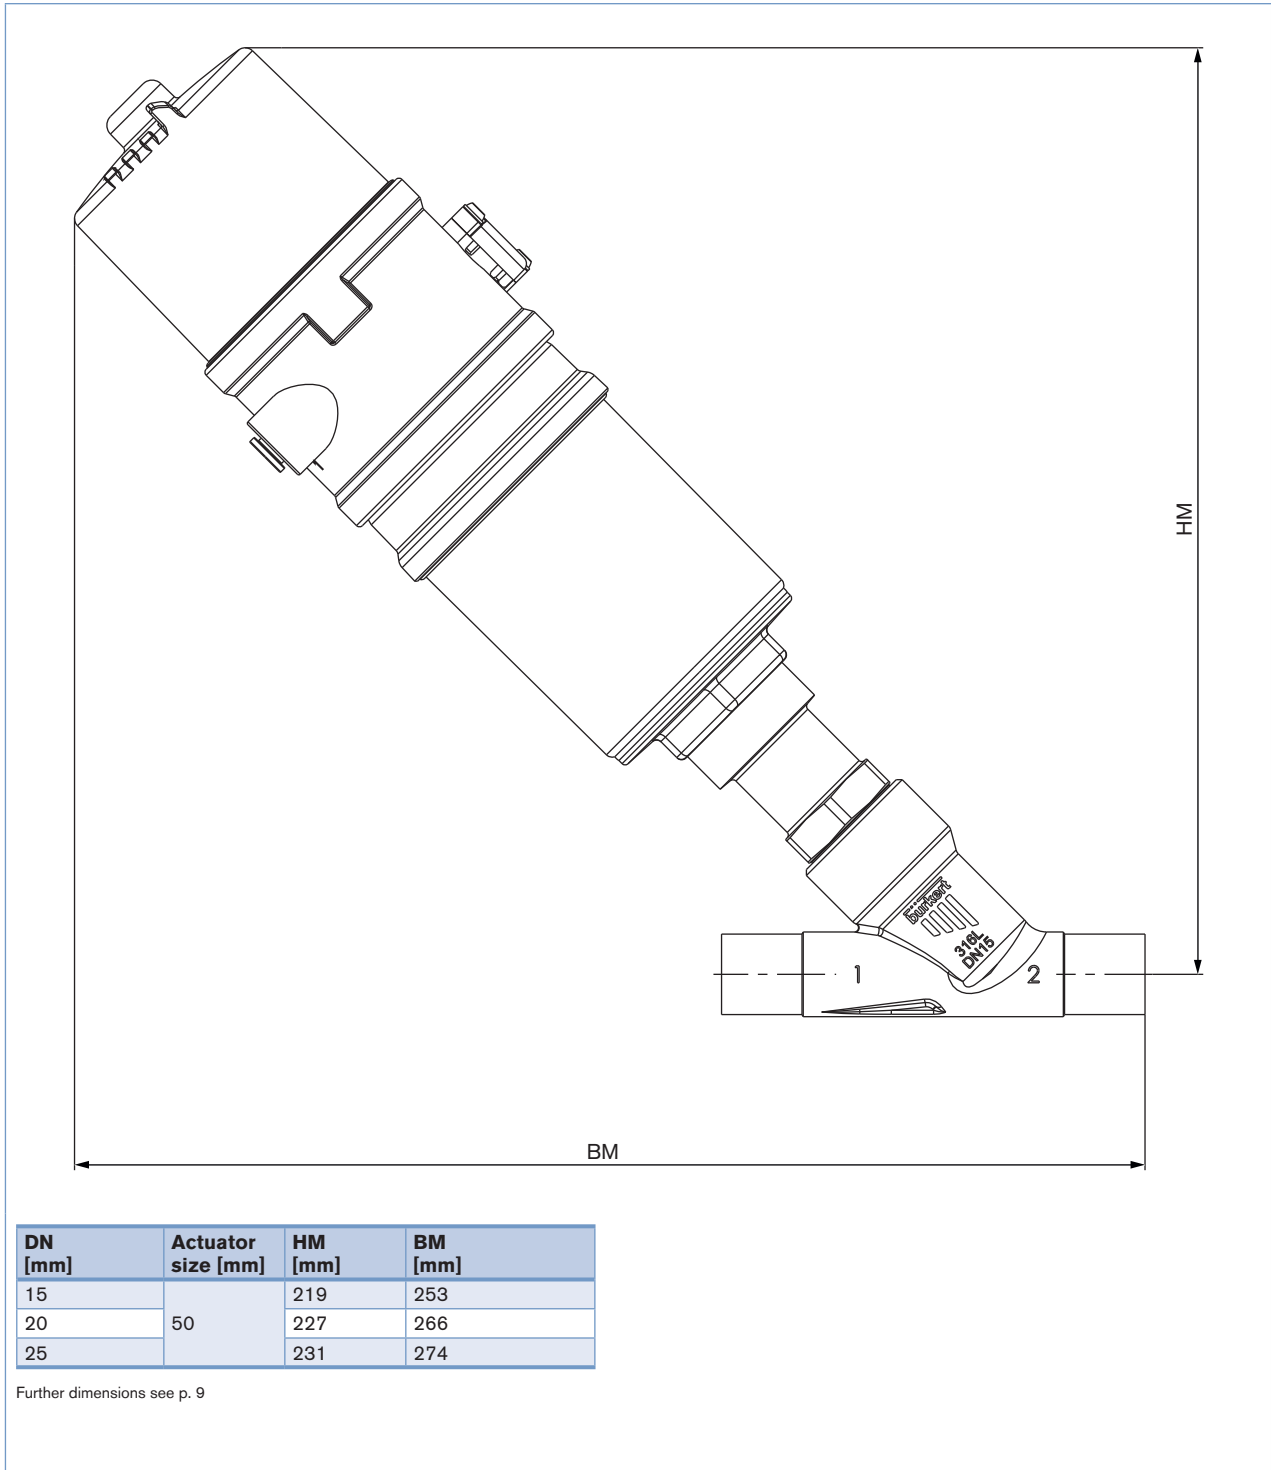 HM
bürkert
316L
DN15
1 2
BM
DN [mm] Actuator size [mm] HM [mm] BM [mm]
15 50 219 253
20 227 266
25 231 274
Further dimensions see p. 9